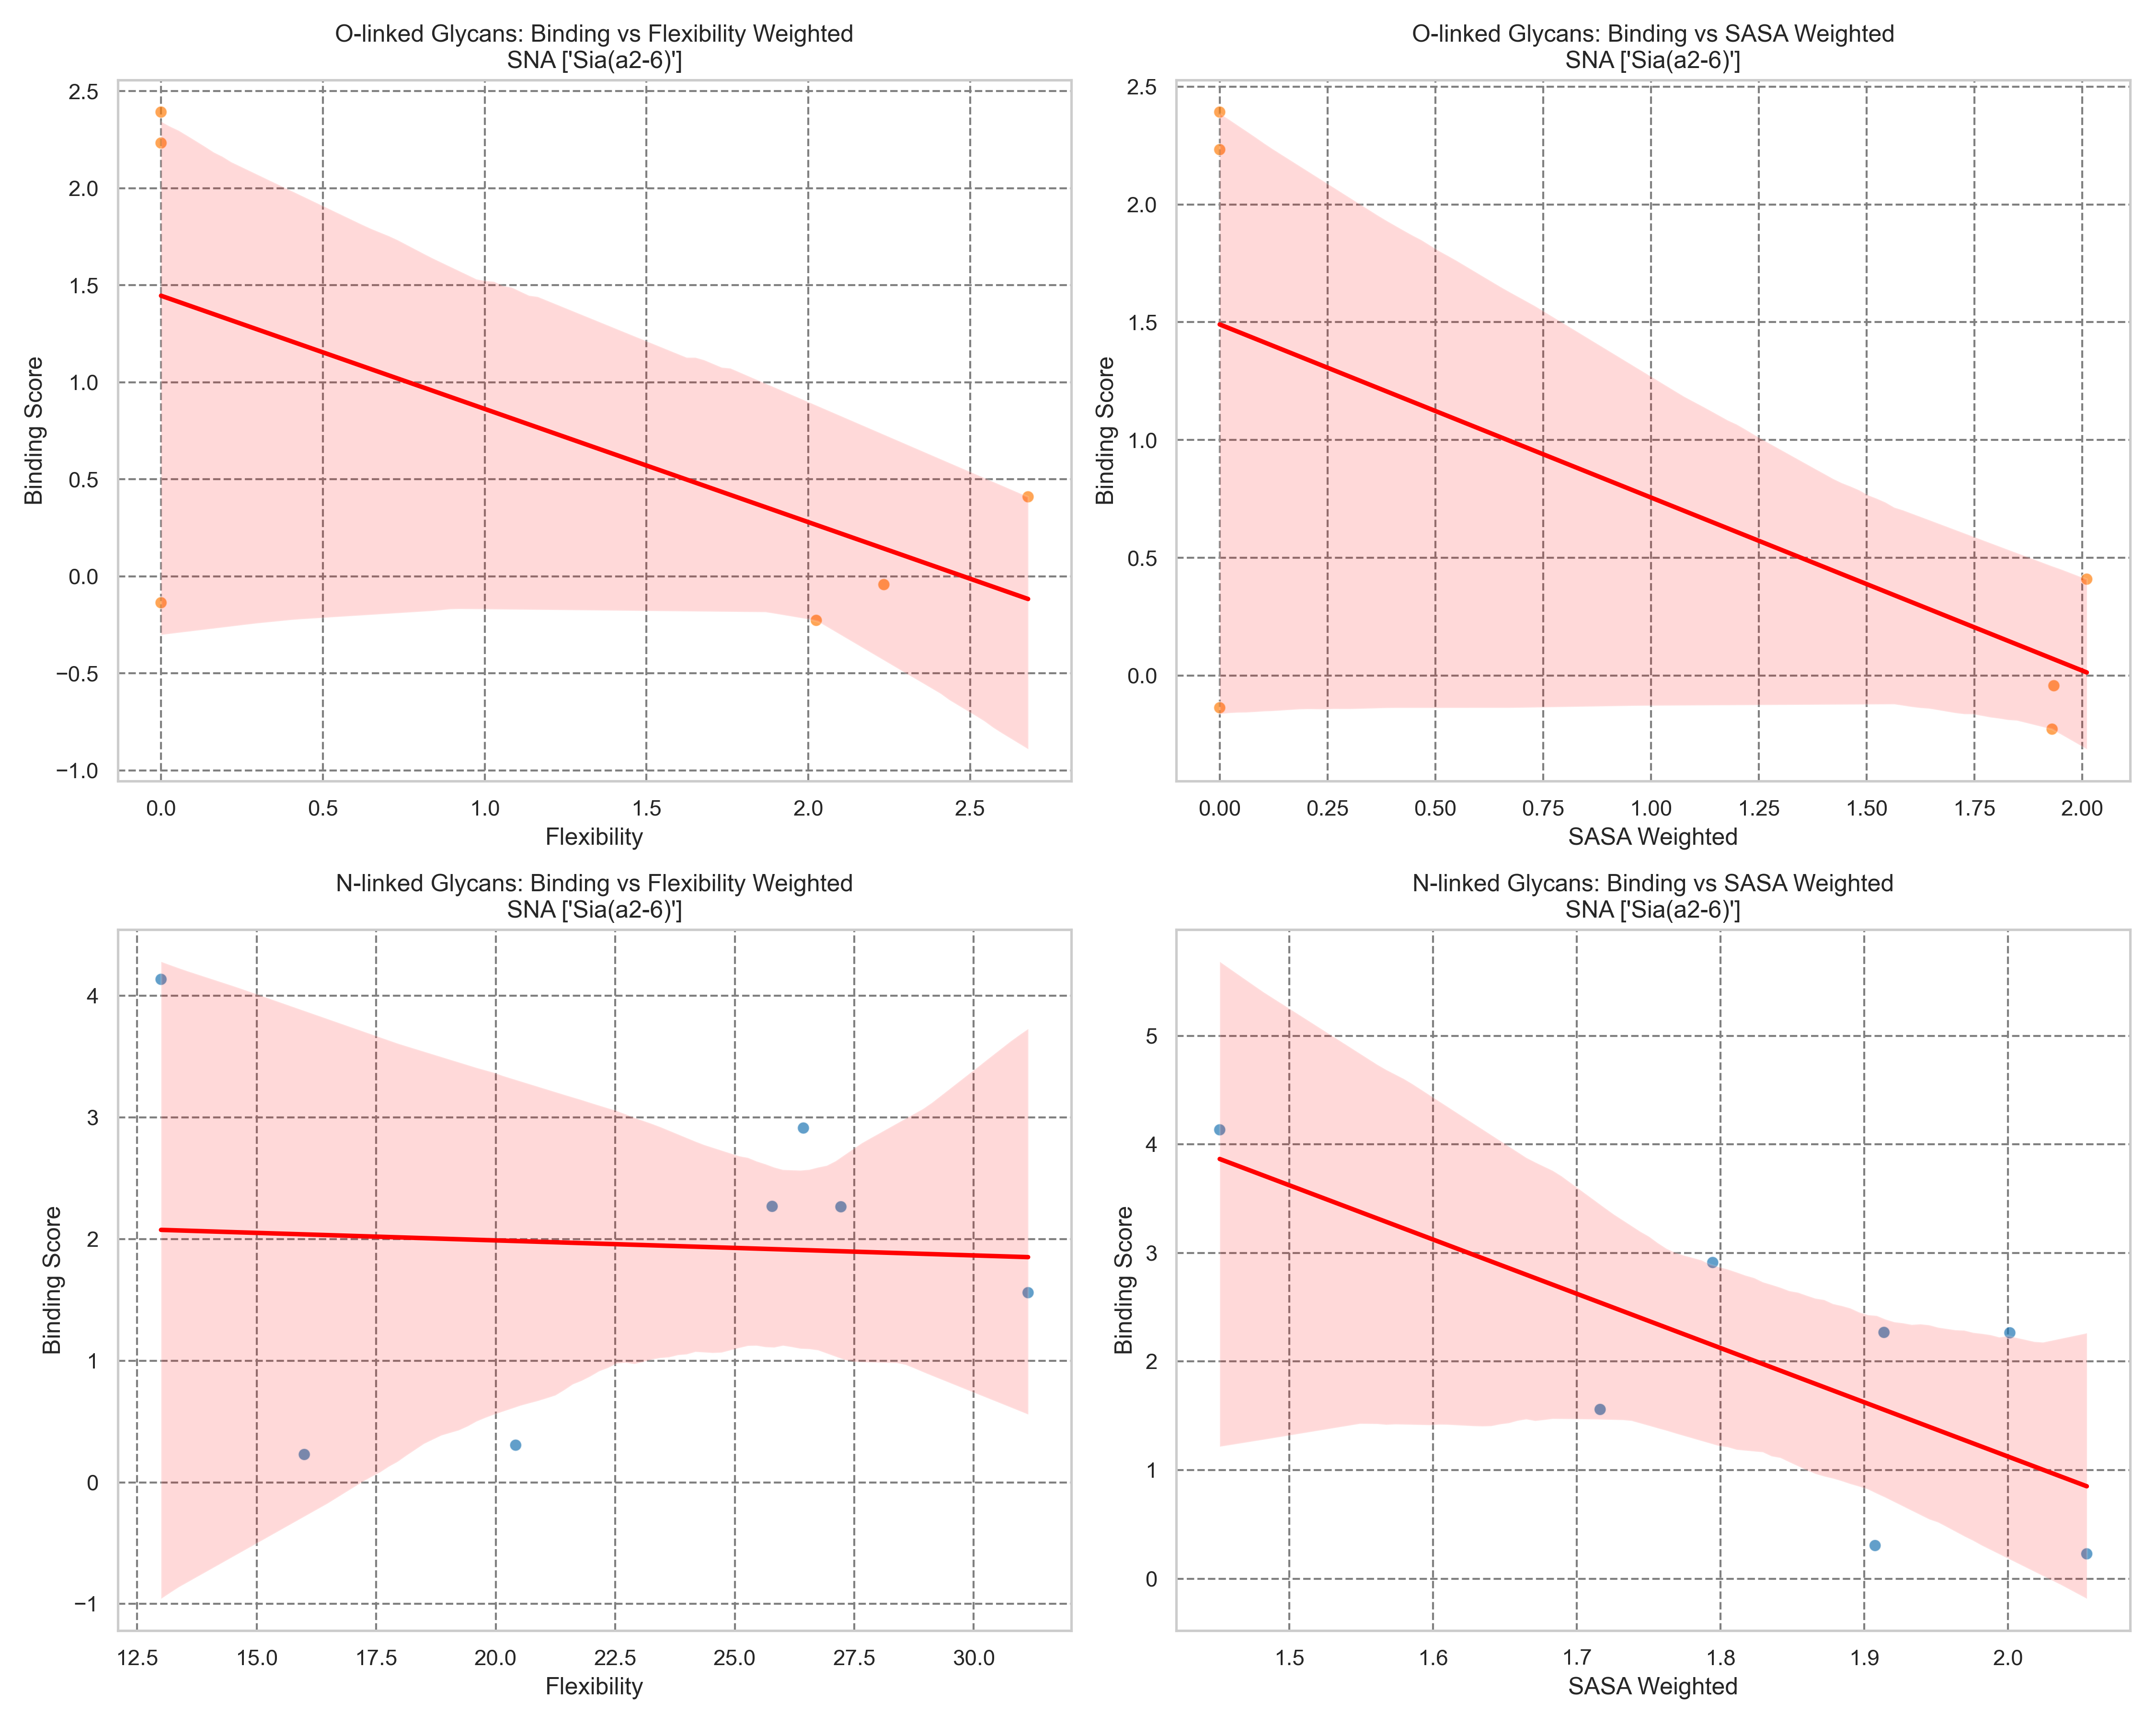 O-linked Glycans: Binding vs Flexibility Weighted
SNA ['Sia(a2-6)']
2.5
2.0
1.5
1.0
0.5
0.0
−0.5
−1.0
Binding Score
0.0 0.5 1.0 1.5 2.0 2.5
Flexibility
O-linked Glycans: Binding vs SASA Weighted
SNA ['Sia(a2-6)']
2.5
2.0
1.5
1.0
0.5
0.0
Binding Score
0.00 0.25 0.50 0.75 1.00 1.25 1.50 1.75 2.00
SASA Weighted
N-linked Glycans: Binding vs Flexibility Weighted
SNA ['Sia(a2-6)']
4
3
2
1
0
−1
Binding Score
12.5 15.0 17.5 20.0 22.5 25.0 27.5 30.0
Flexibility
N-linked Glycans: Binding vs SASA Weighted
SNA ['Sia(a2-6)']
5
4
3
2
1
0
Binding Score
1.5 1.6 1.7 1.8 1.9 2.0
SASA Weighted